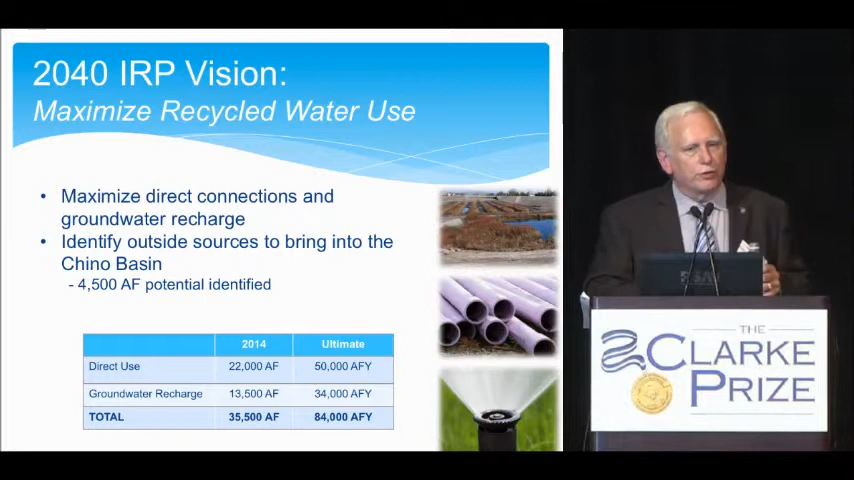 2040 IRP Vision:
Maximize Recycled Water Use
• Maximize direct connections and
groundwater recharge
• Identify outside sources to bring into the
Chino Basin
- 4,500 AF potential identified
2014 Ultimate
Direct Use 22,000 AF 50,000 AFY
Groundwater Recharge 13,500 AF 34,000 AFY
TOTAL 35,500 AF 84,000 AFY
THE
CLARKE
PRIZE